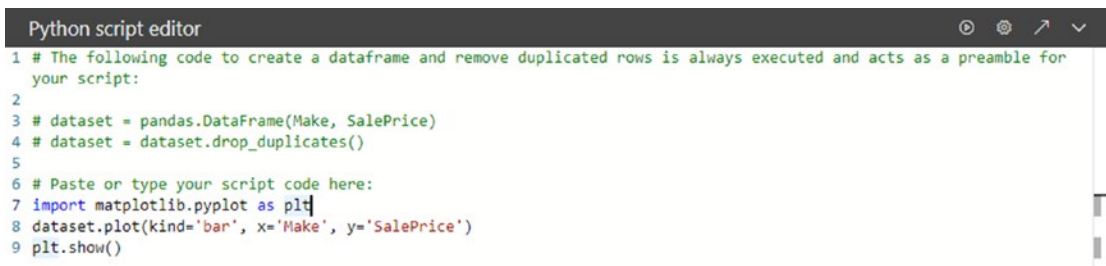 Python script editor
1 # The following code to create a dataframe and remove duplicated rows is always executed and acts as a preamble for
your script:
2
3 # dataset = pandas.DataFrame(Make, SalePrice)
4 # dataset = dataset.drop_duplicates()
5
6 # Paste or type your script code here:
7 import matplotlib.pyplot as plt
8 dataset.plot(kind='bar', x='Make', y='SalePrice')
9 plt.show()